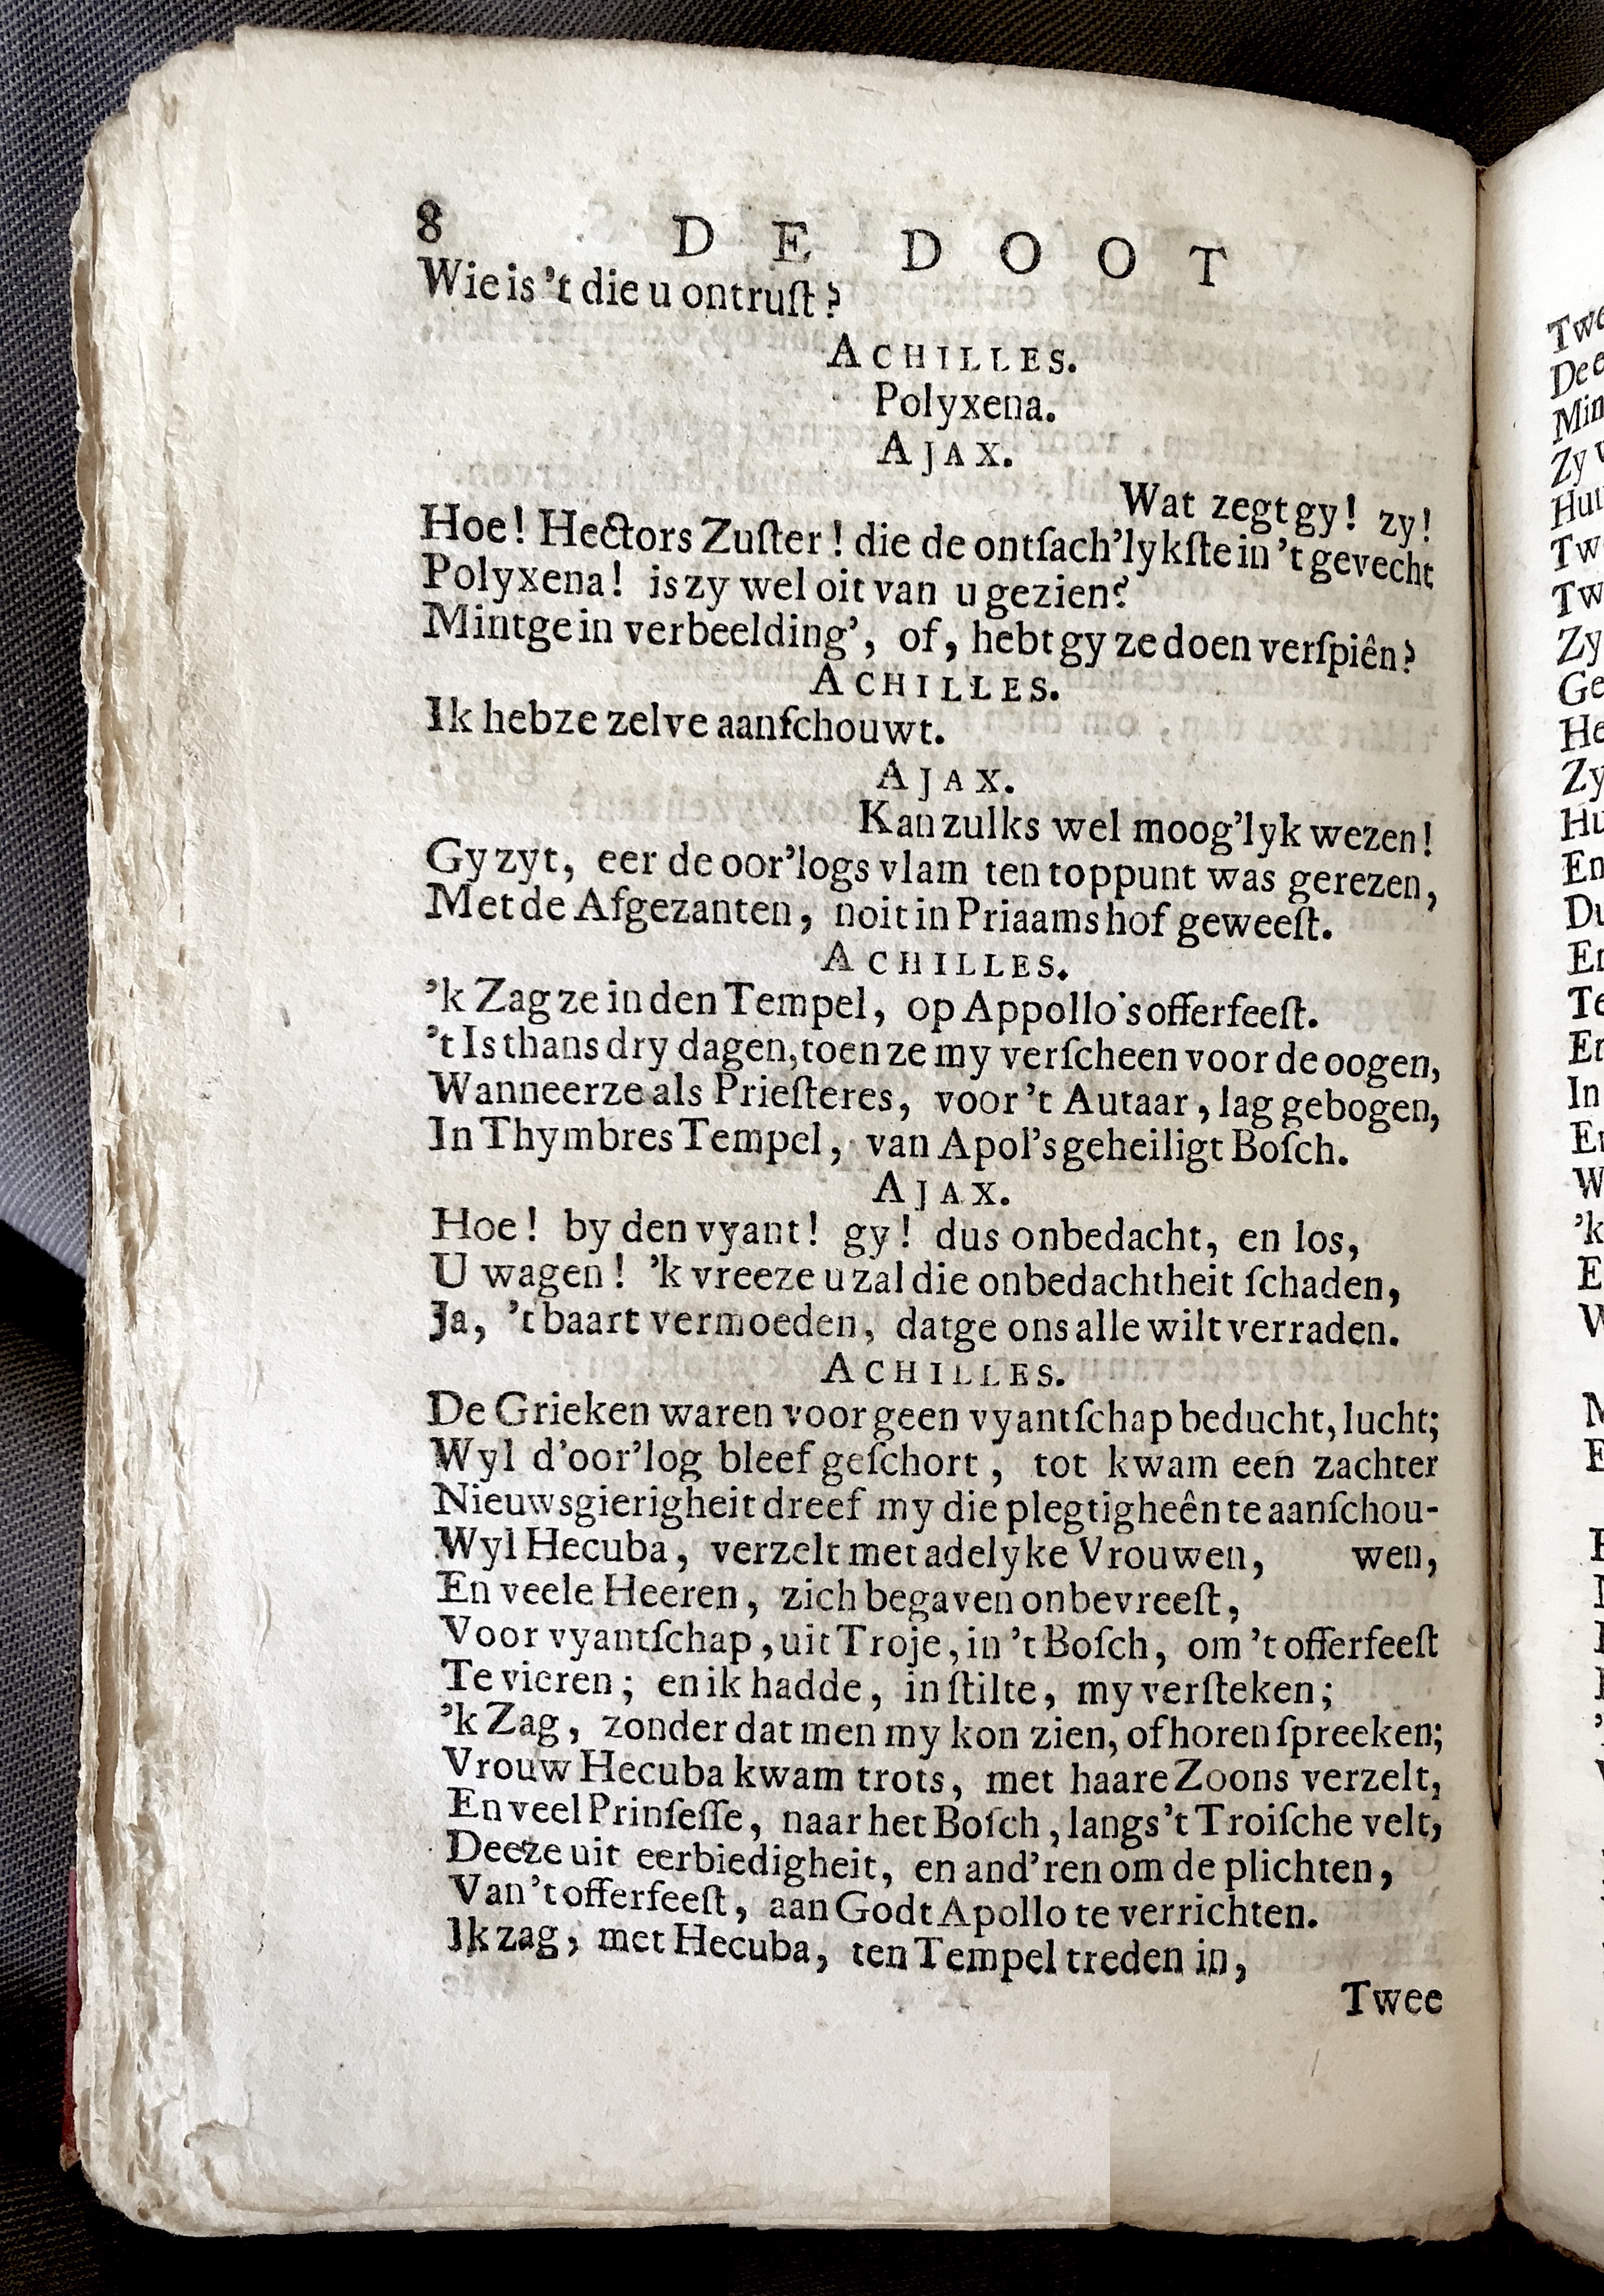 8 DE DOOT
Wie is 't die u ontruſt?
ACHILLES.
Polyxena.
AJAX.
Wat zegt gy! zy!
Hoe! Hectors Zuſter! die de ontſach'lykſte in 't gevecht
Polyxena! is zy wel oit van u gezien?
Mintge in verbeelding', of, hebt gy ze doen verſpiên?
ACHILLES.
Ik hebze zelve aanſchouwt.
AJAX.
Kan zulks wel moog'lyk wezen!
Gy zyt, eer de oor'logs vlam ten toppunt was gerezen,
Met de Afgezanten, noit in Priaams hof geweeſt.
ACHILLES.
'k Zag ze in den Tempel, op Appollo's offerfeeſt.
't Is thans dry dagen, toen ze my verſcheen voor de oogen,
Wanneerze als Prieſteres, voor 't Autaar, lag gebogen,
In Thymbres Tempel, van Apol's geheiligt Boſch.
AJAX.
Hoe! by den vyant! gy! dus onbedacht, en los,
U wagen! 'k vreeze u zal die onbedachtheit ſchaden,
Ja, 't baart vermoeden, datge ons alle wilt verraden.
ACHILLES.
De Grieken waren voor geen vyantſchap beducht, lucht;
Wyl d'oor'log bleef geſchort, tot kwam een zachter
Nieuwsgierigheit dreef my die plegtigheên te aanſchou-
Wyl Hecuba, verzelt met adelyke Vrouwen, wen,
En veele Heeren, zich begaven onbevreeſt,
Voor vyantſchap, uit Troje, in 't Boſch, om 't offerfeeſt
Te vieren; en ik hadde, in ſtilte, my verſteken;
'k Zag, zonder dat men my kon zien, of horen ſpreeken;
Vrouw Hecuba kwam trots, met haare Zoons verzelt,
En veel Prinſeſſe, naar het Boſch, langs 't Troiſche velt,
Deeze uit eerbiedigheit, en and'ren om de plichten,
Van 't offerfeeſt, aan Godt Apollo te verrichten.
Ik zag, met Hecuba, ten Tempel treden in,
Twee